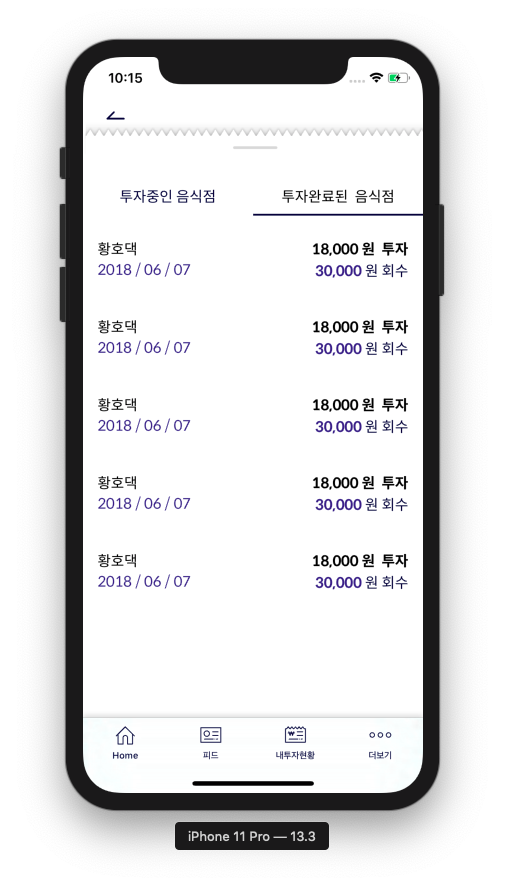 10:15
투자중인 음식점 투자완료된 음식점
황호댁 18,000 원 투자
2018 / 06 / 07 30,000 원 회수
황호댁 18,000 원 투자
2018 / 06 / 07 30,000 원 회수
황호댁 18,000 원 투자
2018 / 06 / 07 30,000 원 회수
황호댁 18,000 원 투자
2018 / 06 / 07 30,000 원 회수
황호댁 18,000 원 투자
2018 / 06 / 07 30,000 원 회수
Home 피드 내투자현황 더보기
iPhone 11 Pro — 13.3